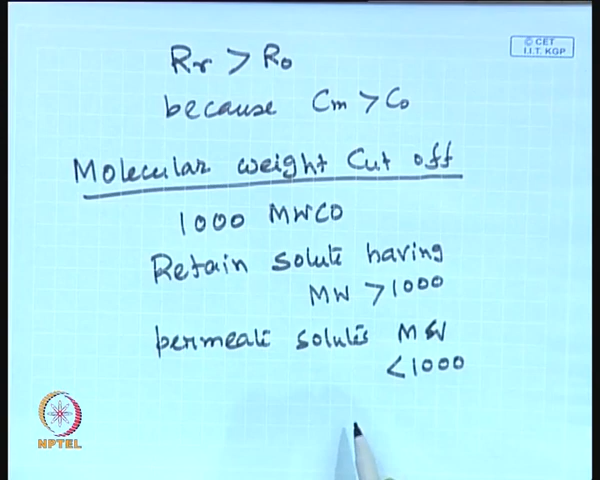 Rr > Ro
© CET
I.I.T. KGP
because Cm > Co
Molecular weight Cut off
1000 MWCO
Retain solute having
MW > 1000
permeate solutes MW
< 1000
NPTEL